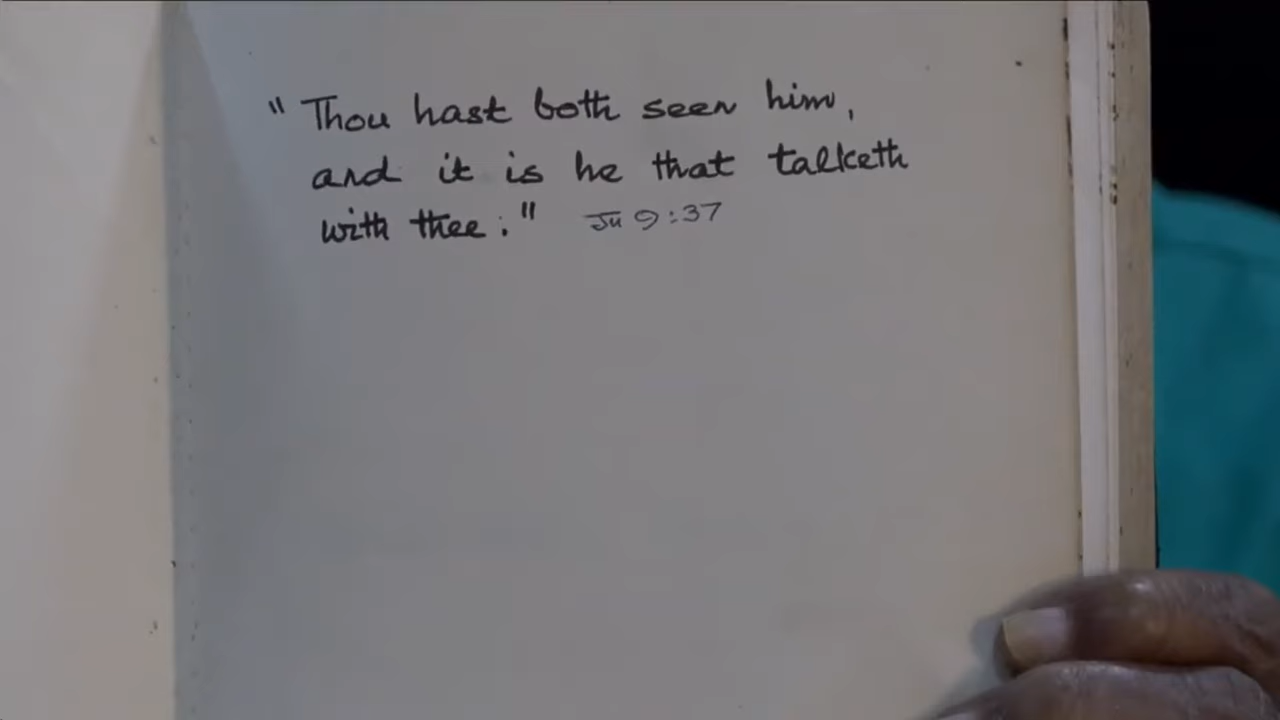 " Thou hast both seen him,
and it is he that talketh
with thee." Jn 9:37